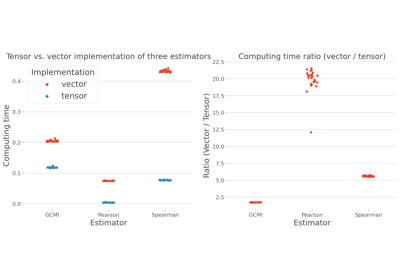 Tensor vs. vector implementation of three estimators
Implementation
vector
tensor
0.4
0.3
0.2
0.1
0.0
Computing time
GCMI
Pearson
Spearman
Estimator
Computing time ratio (vector / tensor)
22.5
20.0
17.5
15.0
12.5
10.0
7.5
5.0
2.5
Ratio (Vector / Tensor)
GCMI
Pearson
Spearman
Estimator